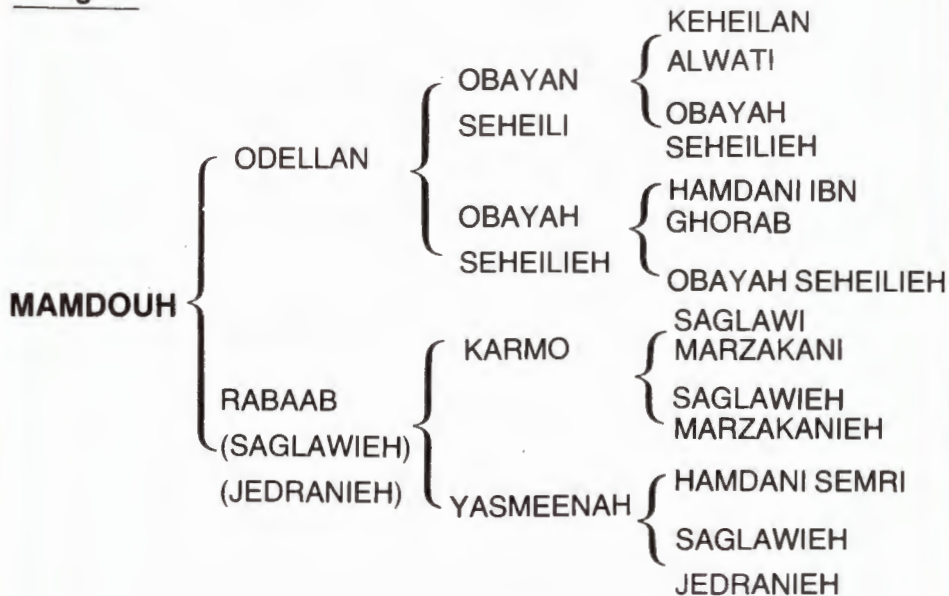 KEHEILAN
ALWATI
OBAYAN
SEHEILI
OBAYAH
SEHEILIEH
ODELLAN
HAMDANI IBN
GHORAB
OBAYAH
SEHEILIEH
OBAYAH SEHEILIEH
MAMDOUH
SAGLAWI
MARZAKANI
KARMO
SAGLAWIEH
MARZAKANIEH
RABAAB
(SAGLAWIEH)
(JEDRANIEH)
HAMDANI SEMRI
YASMEENAH
SAGLAWIEH
JEDRANIEH